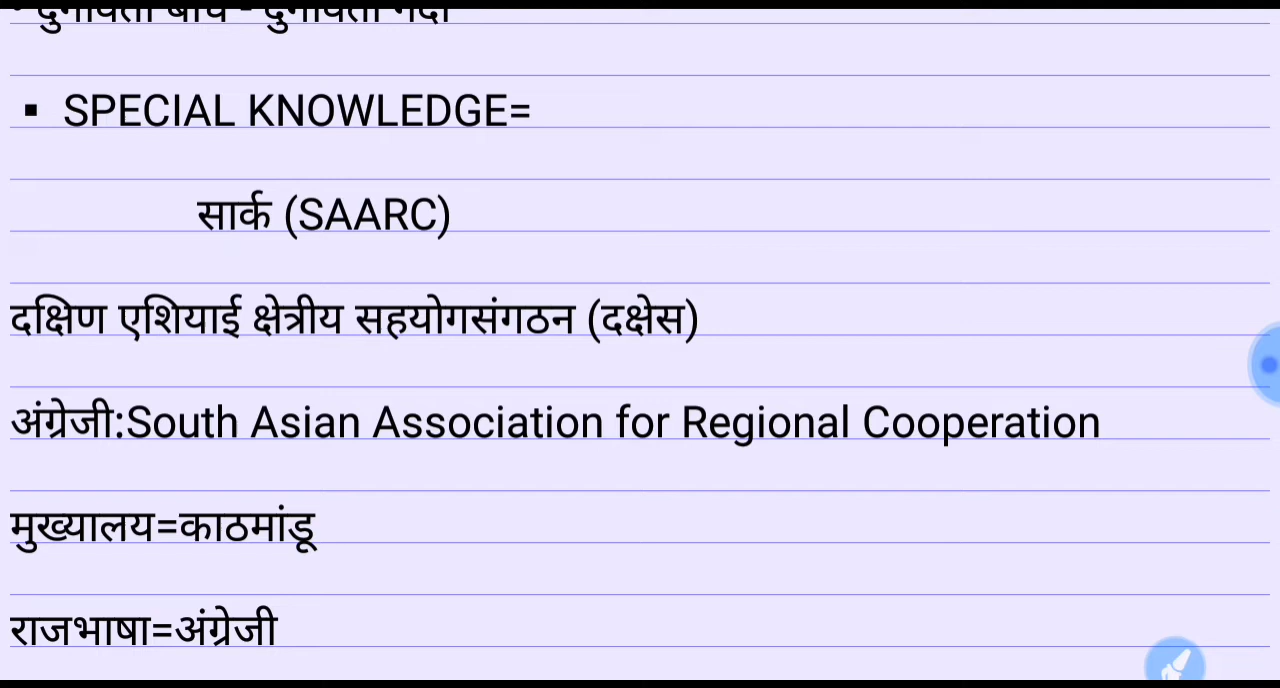 ▪ SPECIAL KNOWLEDGE=
सार्क (SAARC)
दक्षिण एशियाई क्षेत्रीय सहयोगसंगठन (दक्षेस)
अंग्रेजी:South Asian Association for Regional Cooperation
मुख्यालय=काठमांडू
राजभाषा=अंग्रेजी